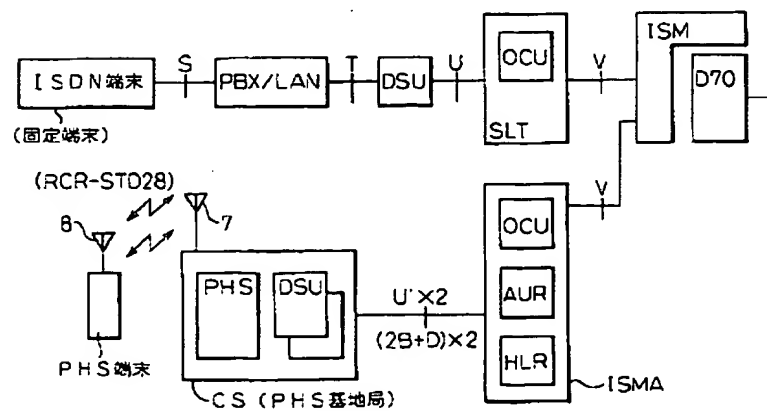 ISM
OCU
D70
S
T
U
V
ISDN端末
PBX/LAN
DSU
SLT
(固定端末)
(RCR-STD28)
V
8
7
OCU
PHS
DSU
U'×2
AUR
(2B+D)×2
HLR
PHS端末
CS (PHS基地局)
ISMA